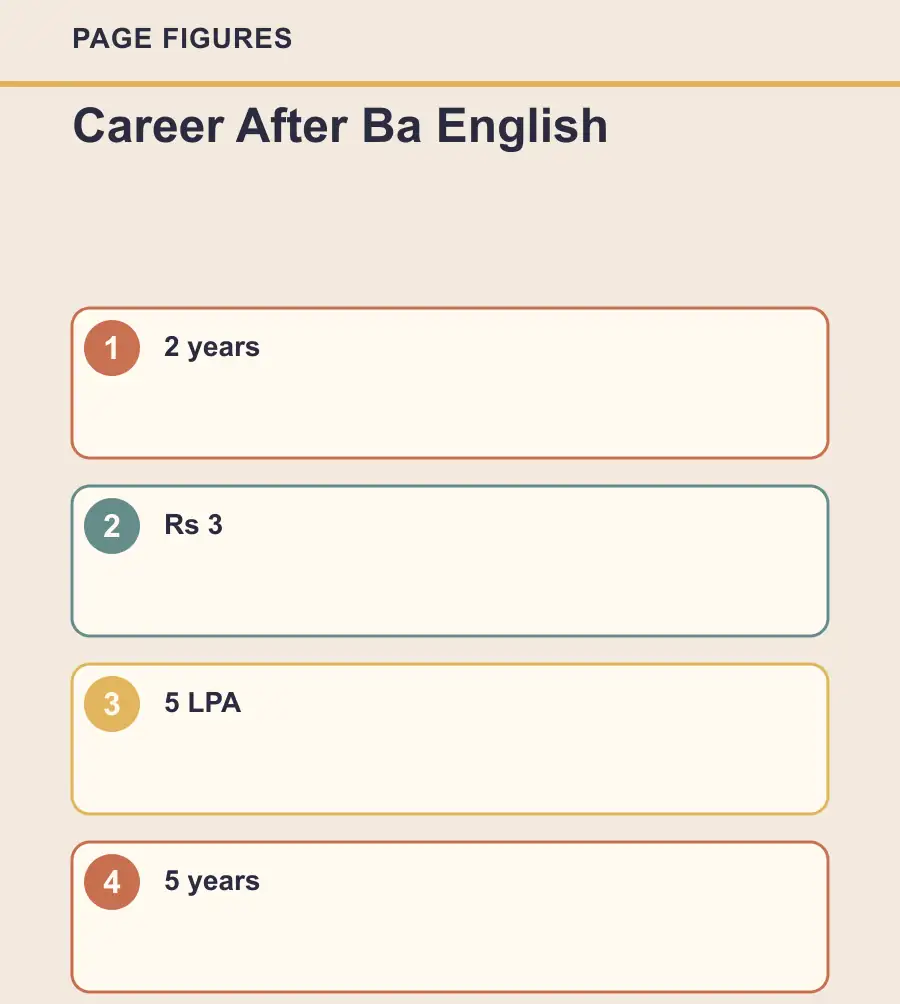 PAGE FIGURES
Career After Ba English
1 2 years
2 Rs 3
3 5 LPA
4 5 years